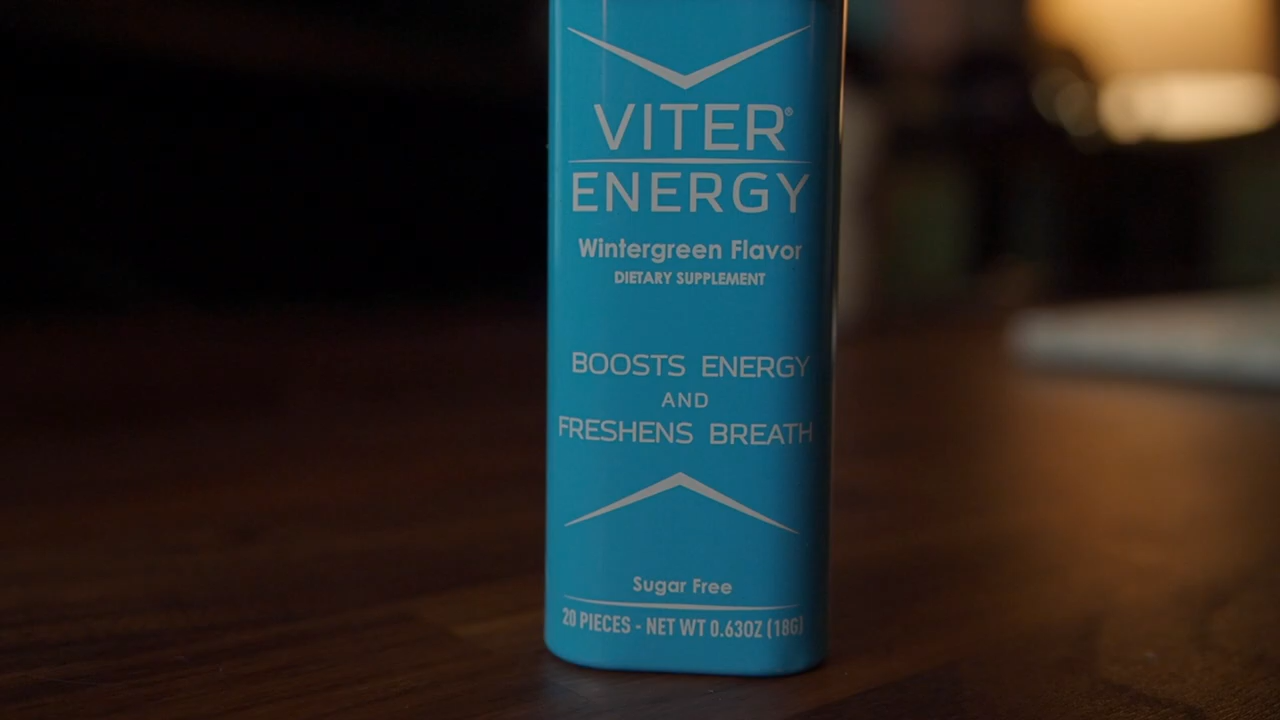 VITER®
ENERGY
Wintergreen Flavor
DIETARY SUPPLEMENT
BOOSTS ENERGY
AND
FRESHENS BREATH
Sugar Free
20 PIECES - NET WT 0.63OZ (18G)